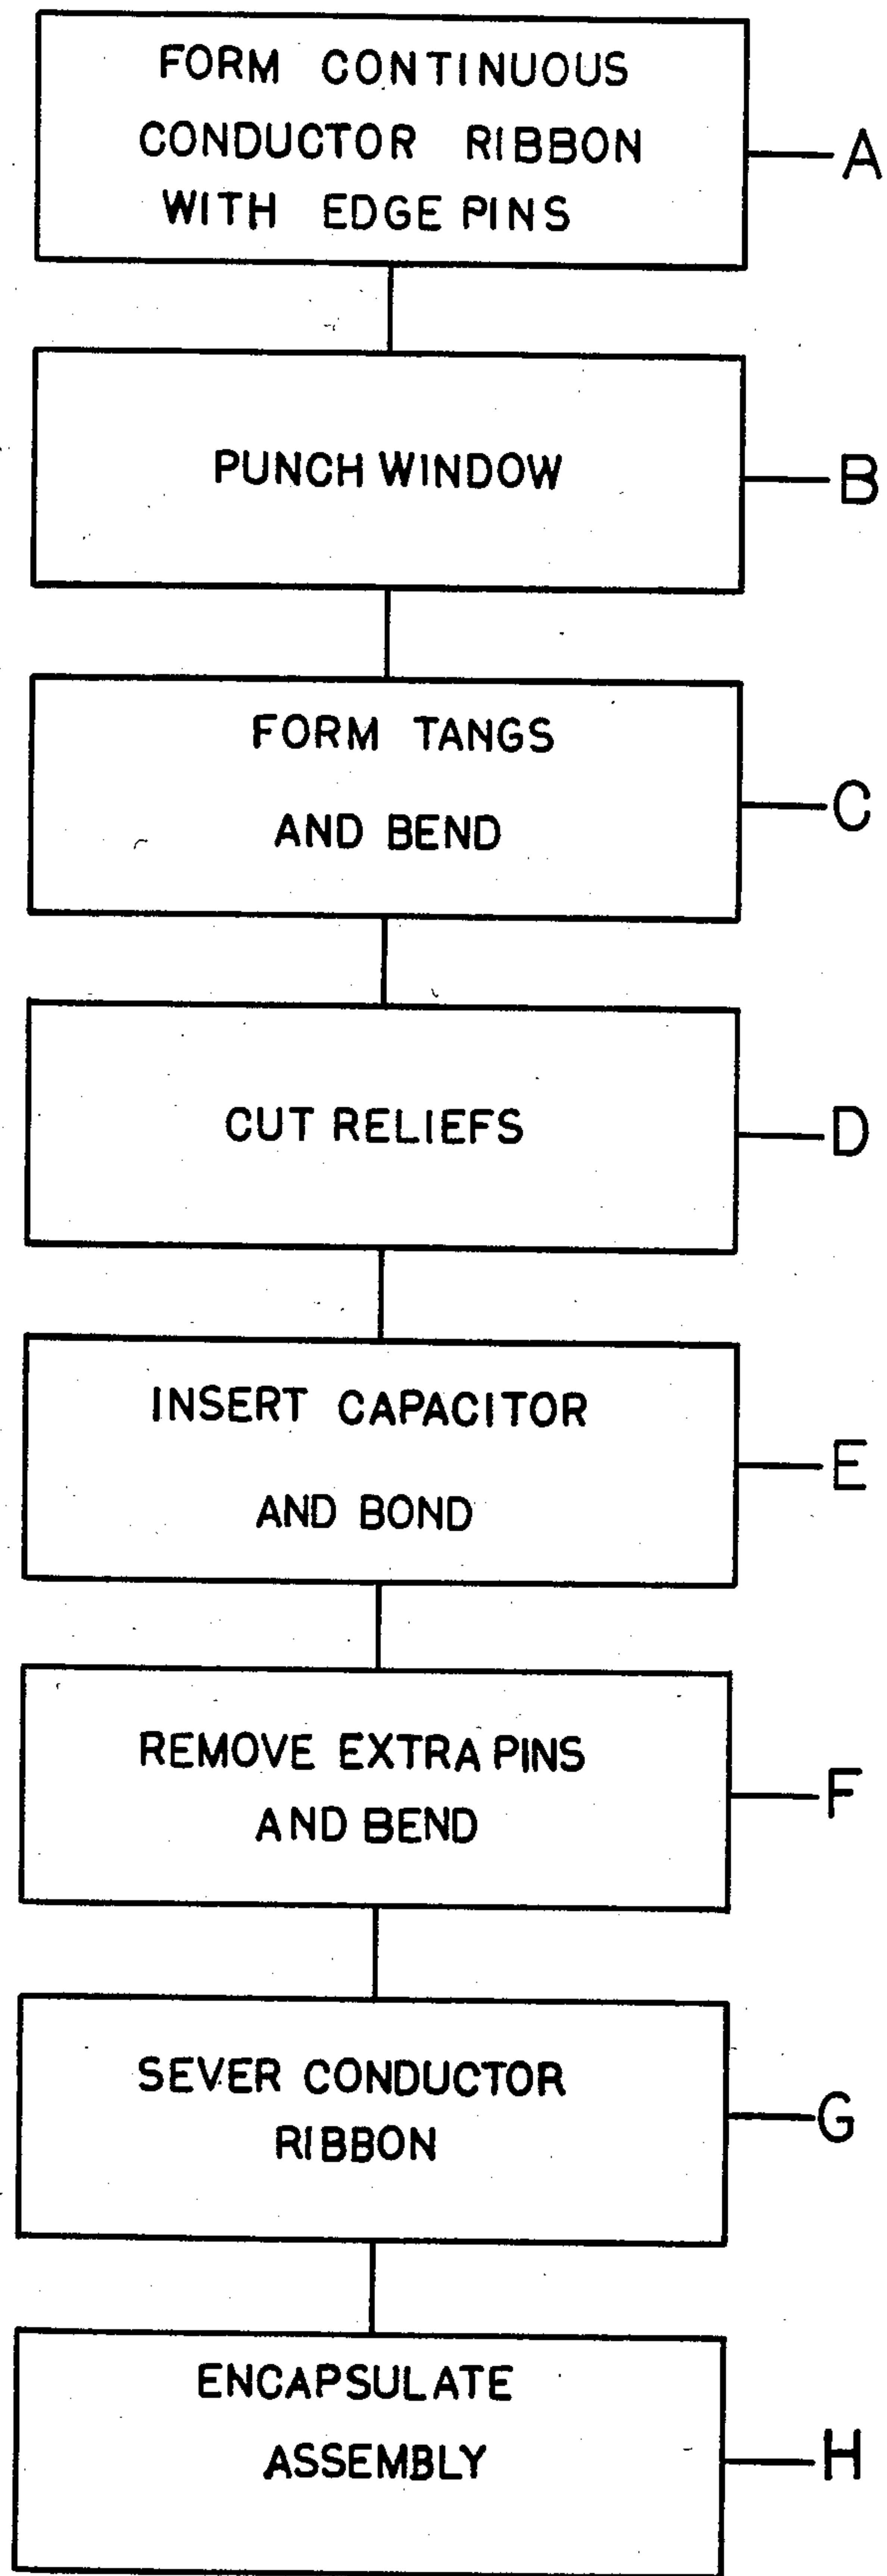 FORM CONTINUOUS
CONDUCTOR RIBBON
WITH EDGE PINS
A
PUNCH WINDOW
B
FORM TANGS
AND BEND
C
CUT RELIEFS
D
INSERT CAPACITOR
AND BOND
E
REMOVE EXTRA PINS
AND BEND
F
SEVER CONDUCTOR
RIBBON
G
ENCAPSULATE
ASSEMBLY
H